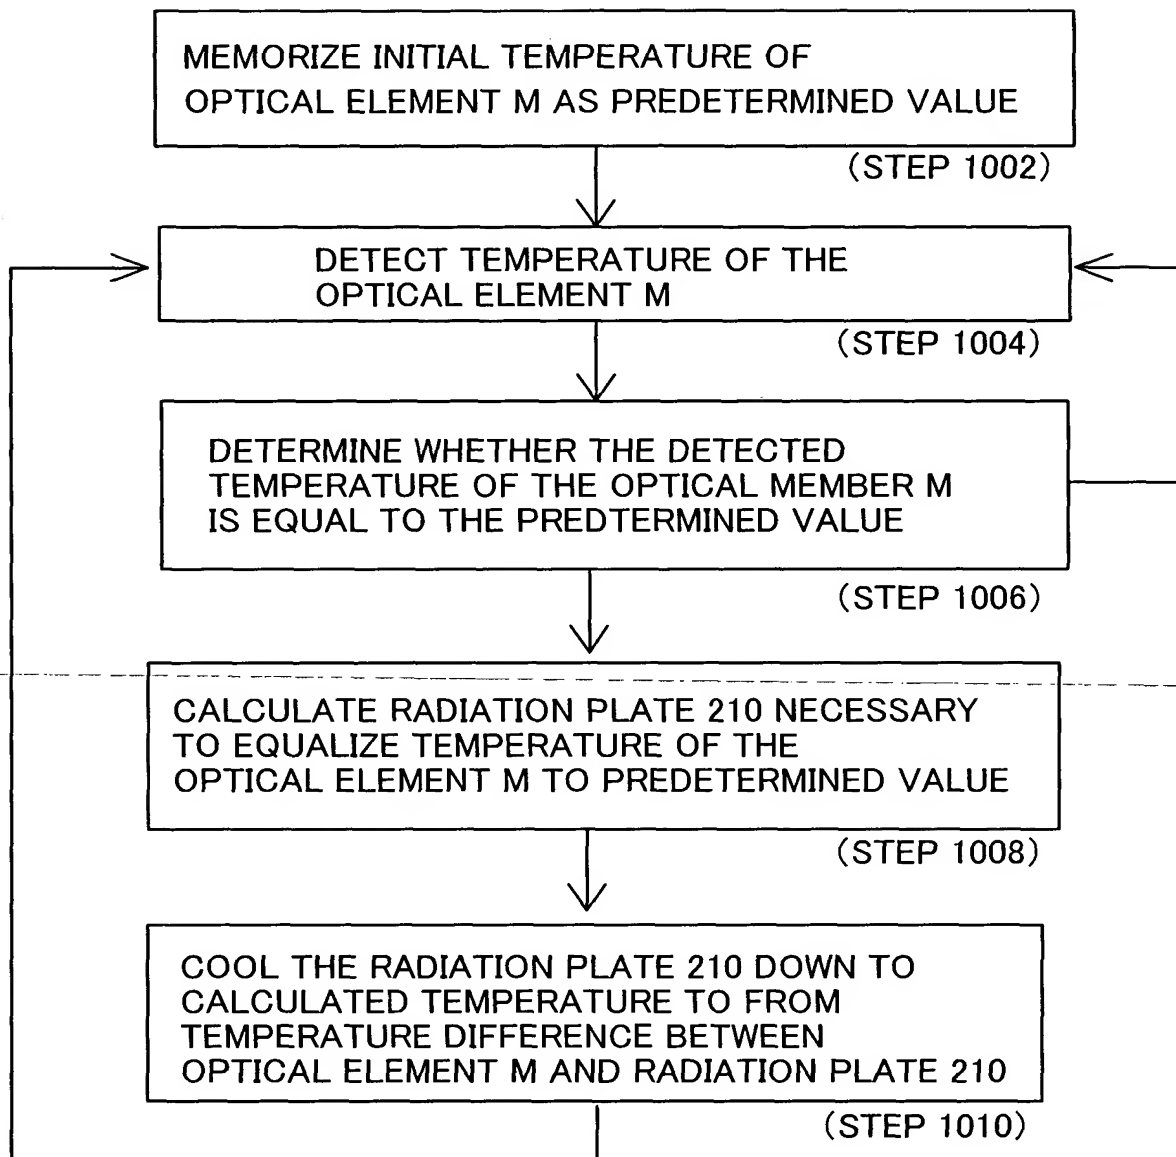 MEMORIZE INITIAL TEMPERATURE OF
OPTICAL ELEMENT M AS PREDETERMINED VALUE
(STEP 1002)
DETECT TEMPERATURE OF THE
OPTICAL ELEMENT M
(STEP 1004)
DETERMINE WHETHER THE DETECTED
TEMPERATURE OF THE OPTICAL MEMBER M
IS EQUAL TO THE PREDTERMINED VALUE
(STEP 1006)
CALCULATE RADIATION PLATE 210 NECESSARY
TO EQUALIZE TEMPERATURE OF THE
OPTICAL ELEMENT M TO PREDETERMINED VALUE
(STEP 1008)
COOL THE RADIATION PLATE 210 DOWN TO
CALCULATED TEMPERATURE TO FROM
TEMPERATURE DIFFERENCE BETWEEN
OPTICAL ELEMENT M AND RADIATION PLATE 210
(STEP 1010)